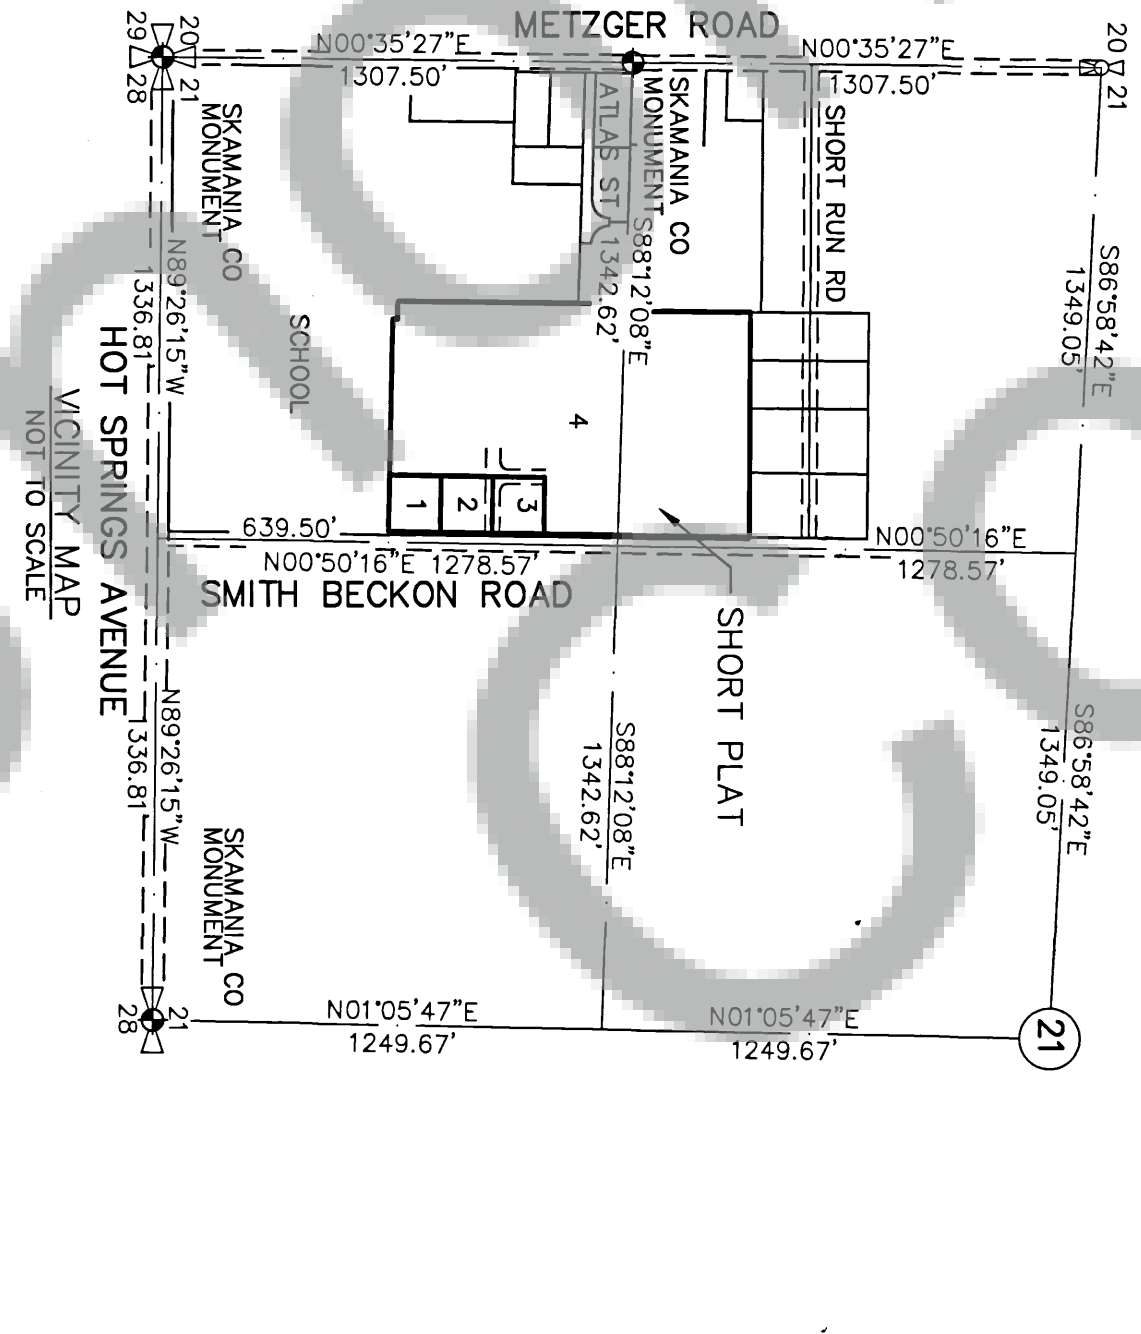 METZGER ROAD
N00°35'27"E
1307.50'
N00°35'27"E
1307.50'
20
29
28
21
20
21
SKAMANIA CO
MONUMENT
SKAMANIA CO
MONUMENT
ATLAS ST
SHORT RUN RD
S88°12'08"E
1342.62'
S86°58'42"E
1349.05'
N89°26'15"W
1336.81'
SCHOOL
4
1
2
3
HOT SPRINGS AVENUE
VICINITY MAP
NOT TO SCALE
639.50'
N00°50'16"E 1278.57'
SMITH BECKON ROAD
N00°50'16"E
1278.57'
SHORT PLAT
S88°12'08"E
1342.62'
S86°58'42"E
1349.05'
N89°26'15"W
1336.81'
SKAMANIA CO
MONUMENT
21
28
N01°05'47"E
1249.67'
N01°05'47"E
1249.67'
21